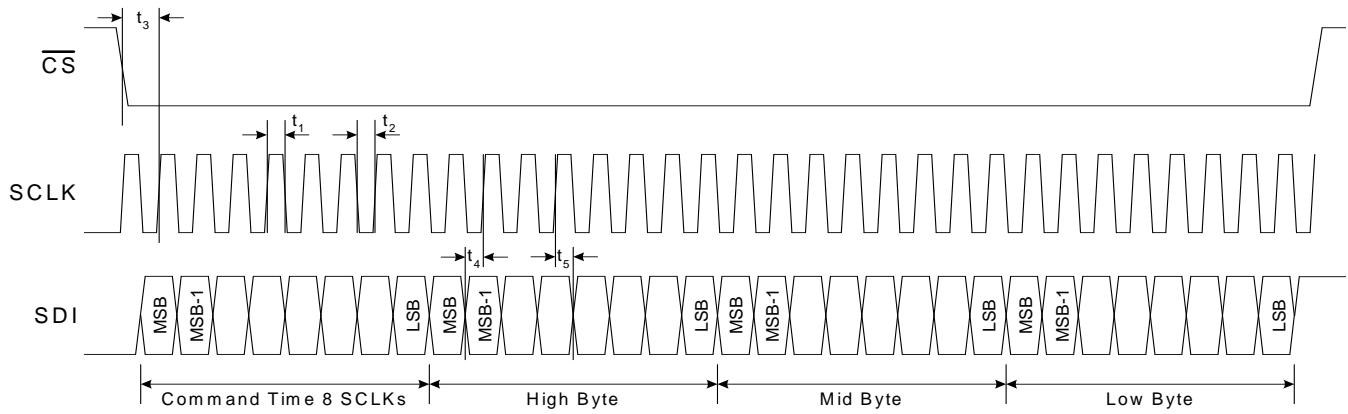 t3
CS
t1
t2
SCLK
t4
t5
SDI
MSB
MSB-1
LSB
MSB
MSB-1
LSB
MSB
MSB-1
LSB
MSB
MSB-1
LSB
Command Time 8 SCLKs
High Byte
Mid Byte
Low Byte